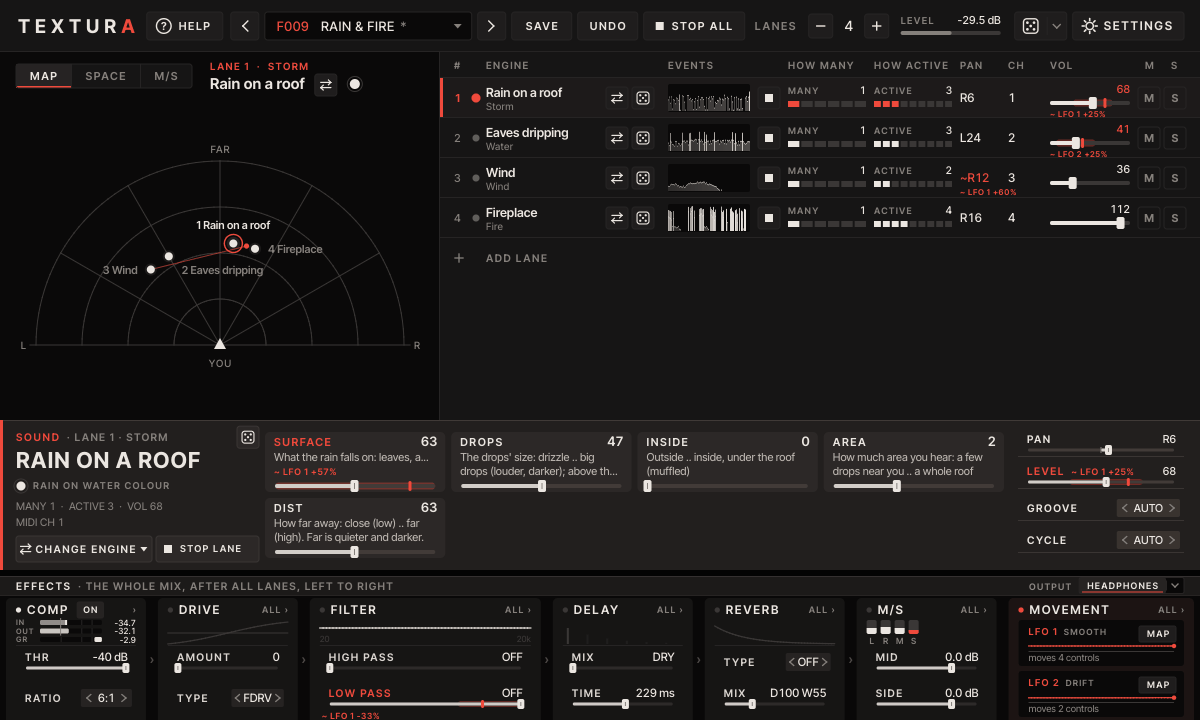 TEXTURA
HELP
F009 RAIN & FIRE *
SAVE
UNDO
STOP ALL
LANES
4
LEVEL -29.5 dB
SETTINGS
MAP
SPACE
M/S
LANE 1 · STORM
Rain on a roof
FAR
1 Rain on a roof
4 Fireplace
3 Wind
2 Eaves dripping
L
R
YOU
# ENGINE EVENTS HOW MANY HOW ACTIVE PAN CH VOL M S
1 Rain on a roof MANY 1 ACTIVE 3 R6 1 68 M S
Storm
~ LFO 1 +25%
2 Eaves dripping MANY 1 ACTIVE 3 L24 2 41 M S
Water
~ LFO 2 +25%
3 Wind MANY 1 ACTIVE 2 ~R12 3 36 M S
Wind
~ LFO 1 +60%
4 Fireplace MANY 1 ACTIVE 4 R16 4 112 M S
Fire
+ ADD LANE
SOUND · LANE 1 · STORM
RAIN ON A ROOF
RAIN ON WATER COLOUR
MANY 1 · ACTIVE 3 · VOL 68
MIDI CH 1
CHANGE ENGINE
STOP LANE
SURFACE 63
What the rain falls on: leaves, a...
~ LFO 1 +57%
DROPS 47
The drops' size: drizzle .. big
drops (louder, darker); above th...
INSIDE 0
Outside .. inside, under the roof
(muffled)
AREA 2
How much area you hear: a few
drops near you .. a whole roof
DIST 63
How far away: close (low) .. far
(high). Far is quieter and darker.
PAN R6
LEVEL ~ LFO 1 +25% 68
GROOVE < AUTO >
CYCLE < AUTO >
EFFECTS · THE WHOLE MIX, AFTER ALL LANES, LEFT TO RIGHT
OUTPUT HEADPHONES
COMP ON ›
IN -34.7
OUT -32.1
GR -2.9
THR -40 dB
RATIO < 6:1 >
DRIVE ALL ›
AMOUNT 0
TYPE < FDRV >
FILTER ALL ›
20 20k
HIGH PASS OFF
LOW PASS OFF
~ LFO 1 -33%
DELAY ALL ›
MIX DRY
TIME 229 ms
REVERB ALL ›
TYPE < OFF >
MIX D100 W55
M/S ALL ›
L R M S
MID 0.0 dB
SIDE 0.0 dB
MOVEMENT ALL ›
LFO 1 SMOOTH MAP
moves 4 controls
LFO 2 DRIFT MAP
moves 2 controls